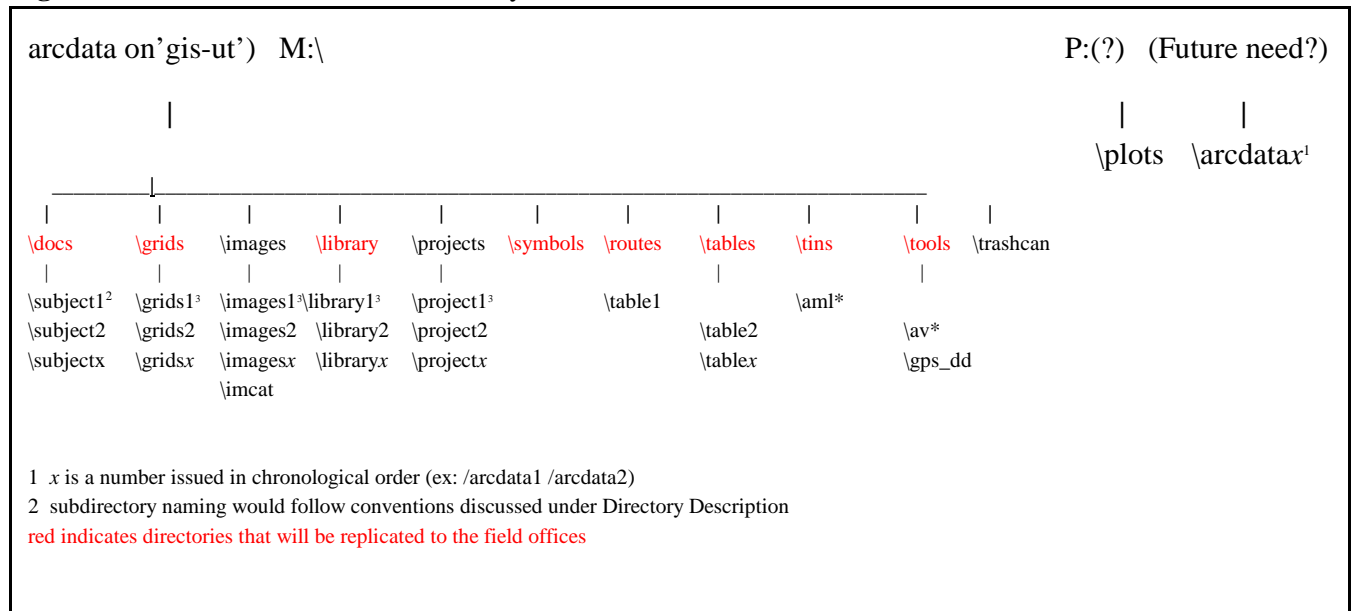 arcdata on’gis-ut’) M:\ P:(?) (Future need?)
| | |
\plots \arcdatax¹
|
| | | | | | | | | | |
\docs \grids \images \library \projects \symbols \routes \tables \tins \tools \trashcan
| | | | | | |
\subject1² \grids1³ \images1³\library1³ \project1³ \table1 \aml*
\subject2 \grids2 \images2 \library2 \project2 \table2 \av*
\subjectx \gridsx \imagesx \libraryx \projectx \tablex \gps_dd
\imcat
1 x is a number issued in chronological order (ex: /arcdata1 /arcdata2)
2 subdirectory naming would follow conventions discussed under Directory Description
red indicates directories that will be replicated to the field offices